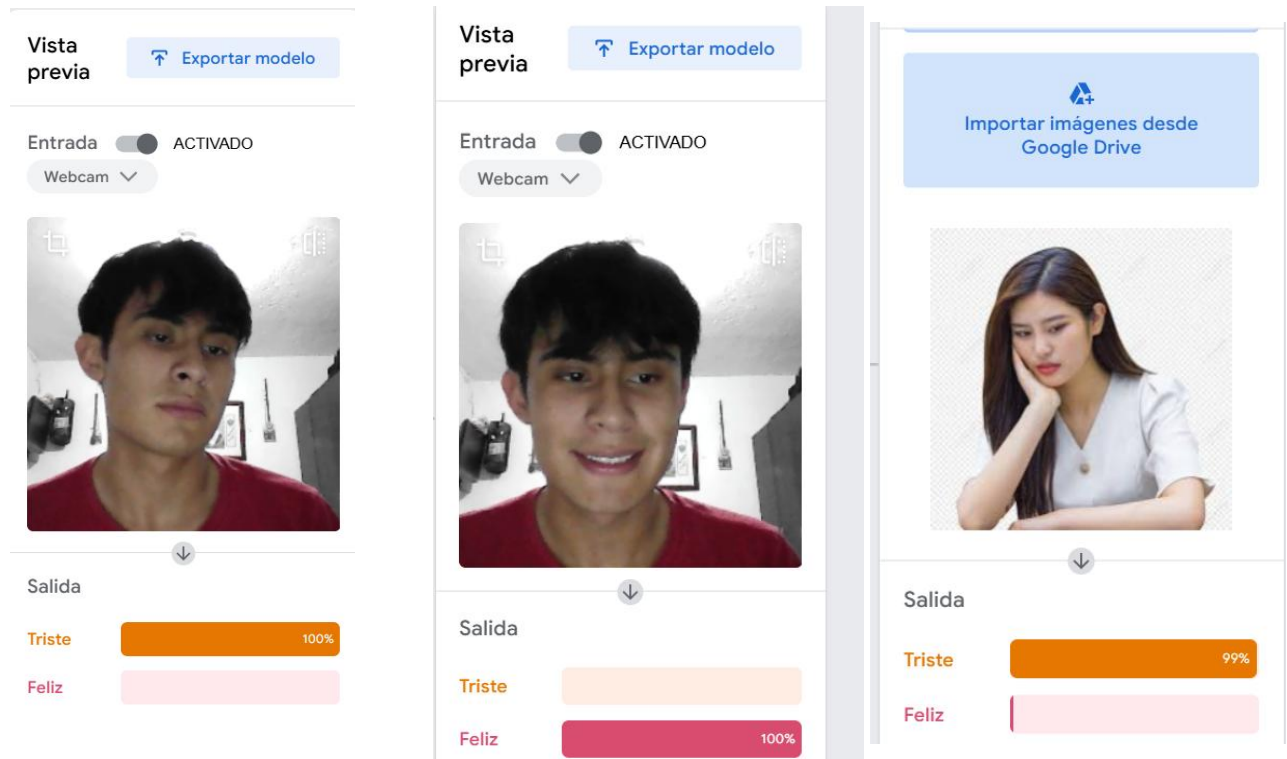 Vista
previa
Exportar modelo
Entrada
ACTIVADO
Webcam
Salida
Triste
100%
Feliz
Vista
previa
Exportar modelo
Entrada
ACTIVADO
Webcam
Salida
Triste
Feliz
100%
Importar imágenes desde
Google Drive
Salida
Triste
99%
Feliz